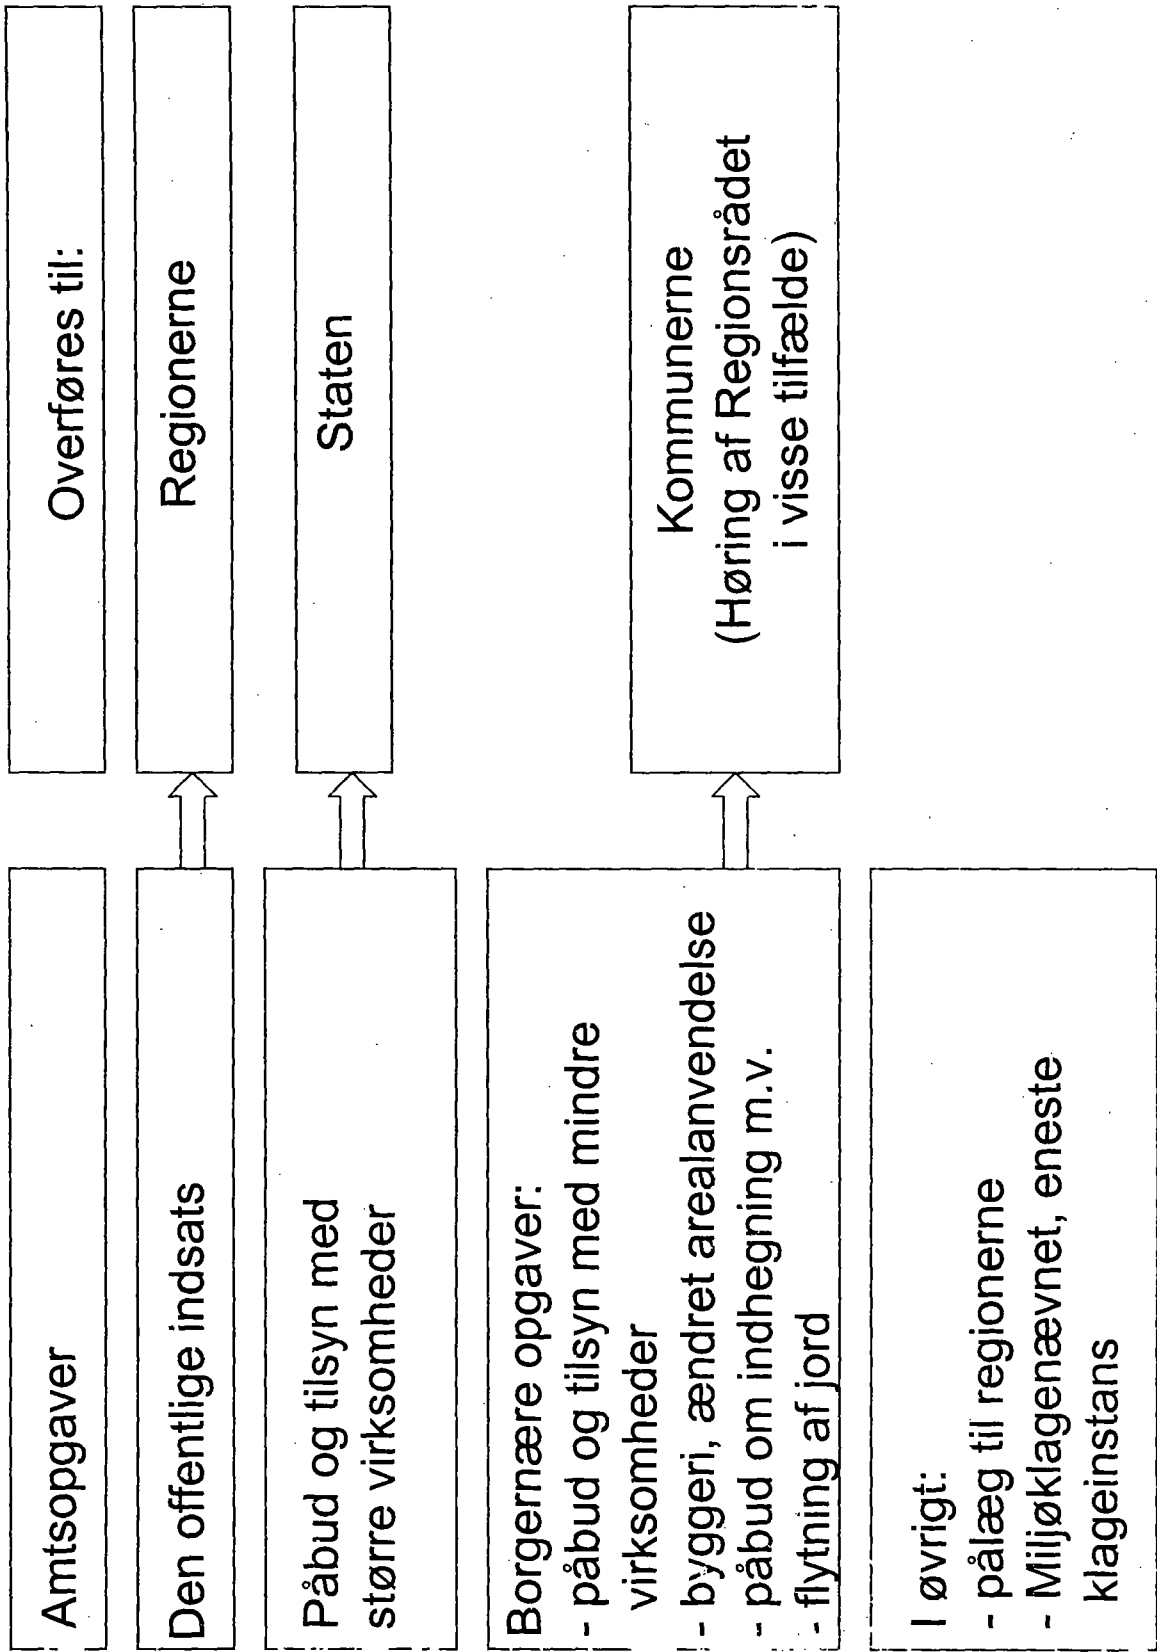 Amtsopgaver
Overføres til:
Den offentlige indsats
Regionerne
Påbud og tilsyn med
større virksomheder
Staten
Borgernære opgaver:
- påbud og tilsyn med mindre
virksomheder
- byggeri, ændret arealanvendelse
- påbud om indhegning m.v.
- flytning af jord
Kommunerne
(Høring af Regionsrådet
i visse tilfælde)
I øvrigt:
- pålæg til regionerne
- Miljøklagenævnet, eneste
klageinstans